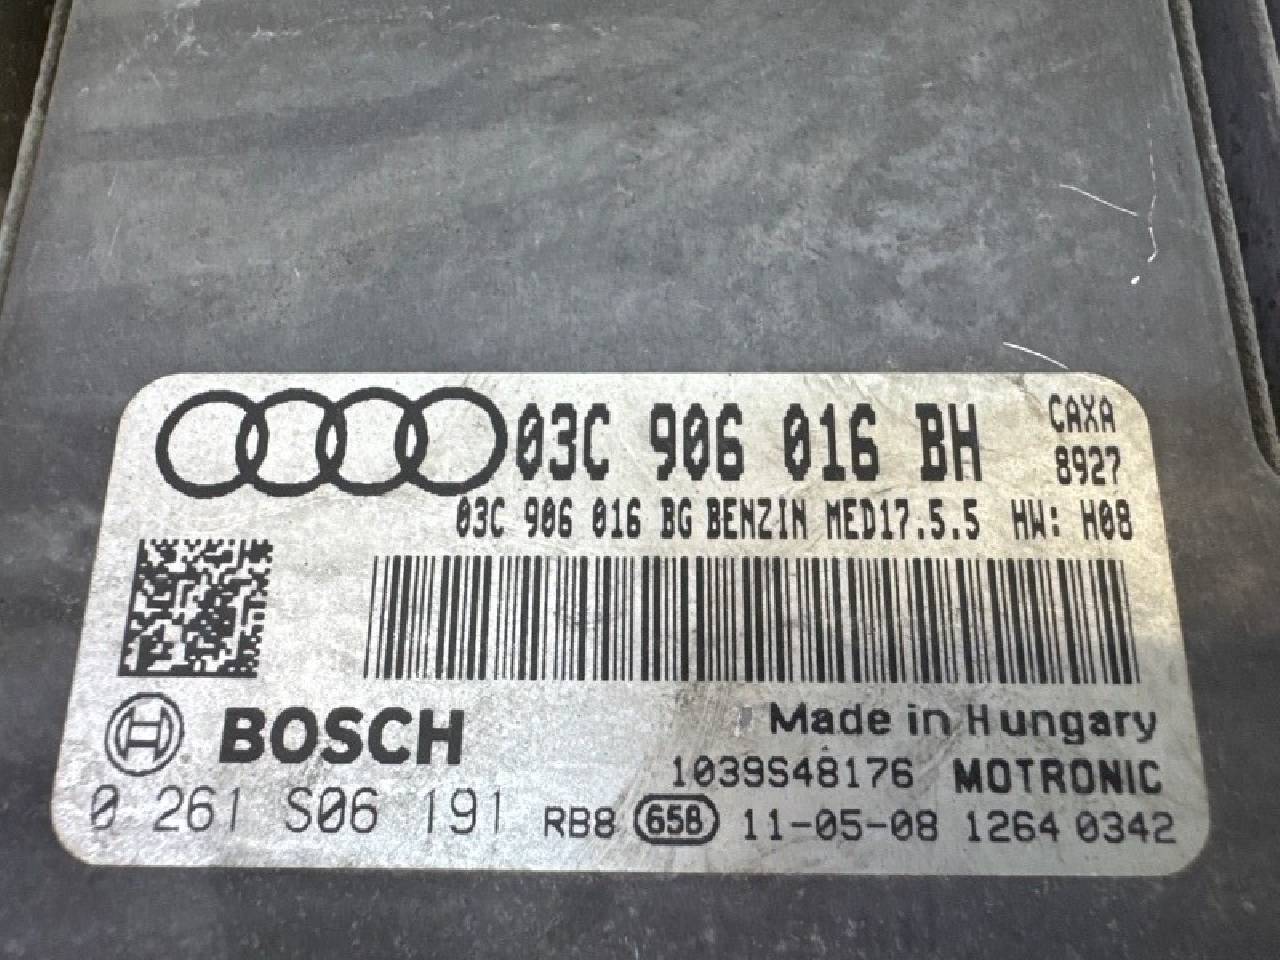 03C 906 016 BH CAXA
8927
03C 906 016 BG BENZIN MED17.5.5 HW: H08
BOSCH
Made in Hungary
1039S48176 MOTRONIC
0 261 S06 191 RB8 658 11-05-08 1264 0342